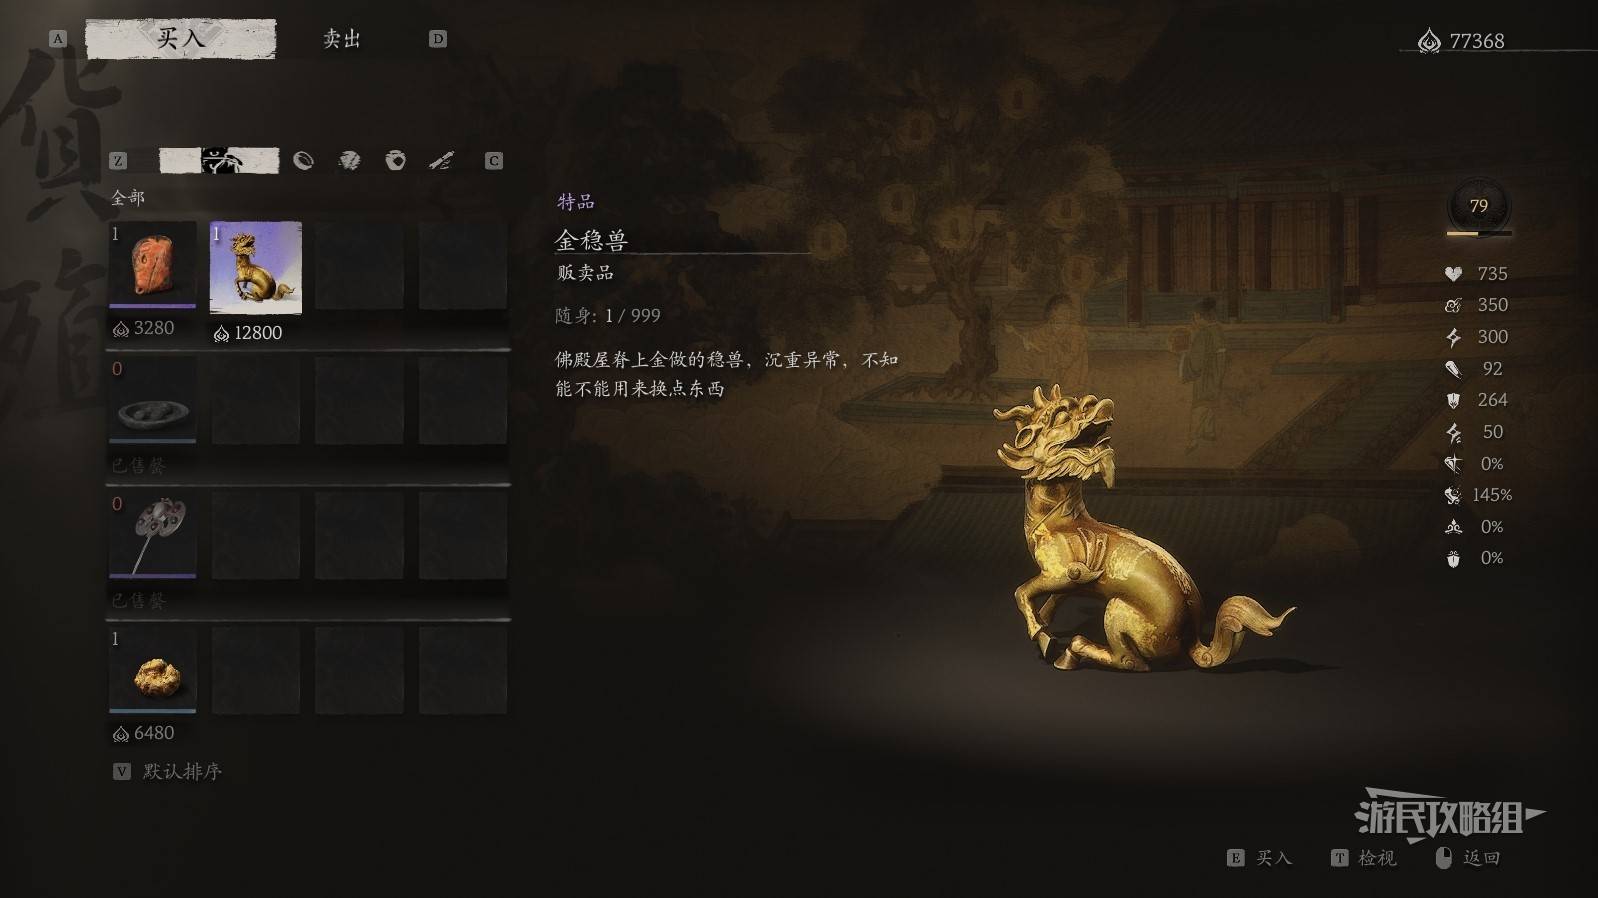 貨殖
A 买入 卖出 D
77368
Z C
全部
1 1
3280 12800
0
已售罄
0
已售罄
1
6480
V 默认排序
特品
金稳兽
贩卖品
随身: 1 / 999
佛殿屋脊上金做的稳兽，沉重异常，不知
能不能用来换点东西
79
735
350
300
92
264
50
0%
145%
0%
0%
游民攻略组
E 买入 T 检视 返回